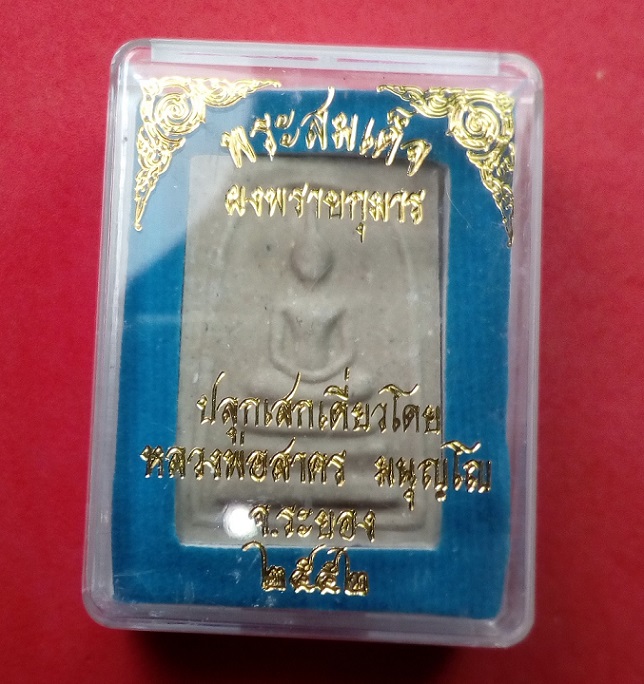 พระสมเด็จ
ผงพรายกุมาร
ปลุกเสกเดี่ยวโดย
หลวงพ่อสาคร มนุญฺโญ
จ.ระยอง
๒๕๕๒